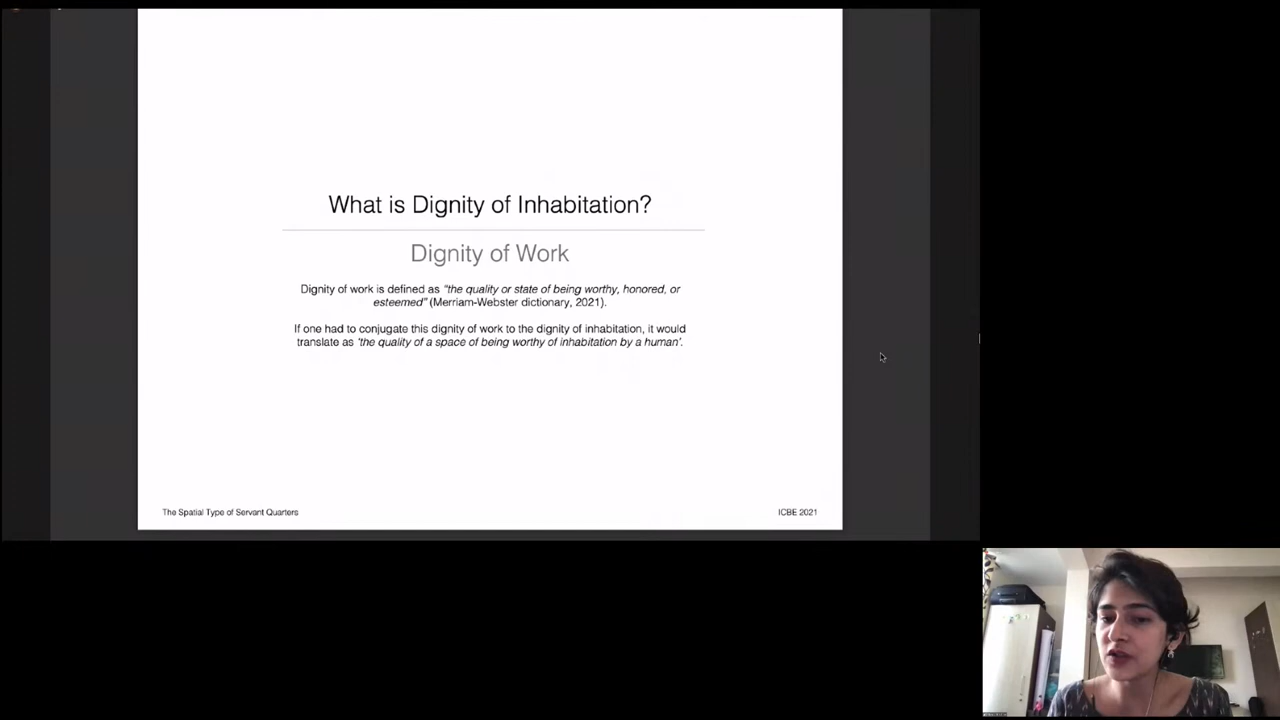 What is Dignity of Inhabitation?
Dignity of Work
Dignity of work is defined as "the quality or state of being worthy, honored, or
esteemed" (Merriam-Webster dictionary, 2021).
If one had to conjugate this dignity of work to the dignity of inhabitation, it would
translate as 'the quality of a space of being worthy of inhabitation by a human'.
The Spatial Type of Servant Quarters
ICBE 2021